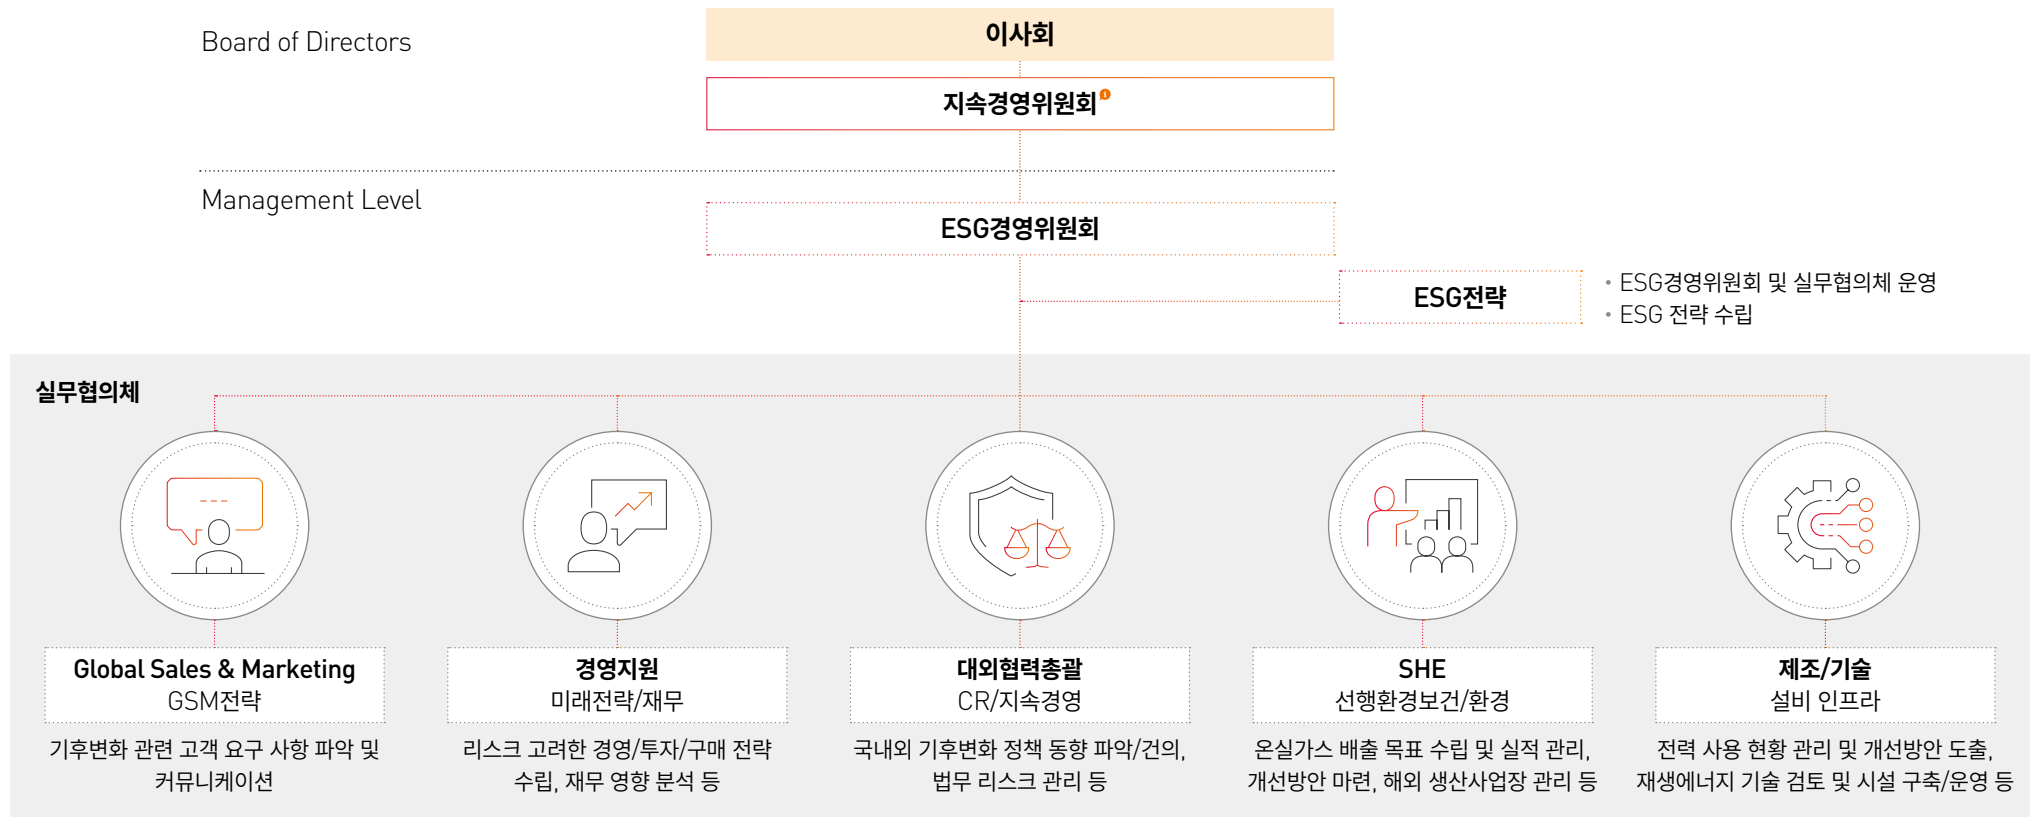 Board of Directors
이사회
지속경영위원회
Management Level
ESG경영위원회
ESG전략
• ESG경영위원회 및 실무협의체 운영
• ESG 전략 수립
실무협의체
Global Sales & Marketing
GSM전략
기후변화 관련 고객 요구 사항 파악 및
커뮤니케이션
경영지원
미래전략/재무
리스크 고려한 경영/투자/구매 전략
수립, 재무 영향 분석 등
대외협력총괄
CR/지속경영
국내외 기후변화 정책 동향 파악/건의,
법무 리스크 관리 등
SHE
선행환경보건/환경
온실가스 배출 목표 수립 및 실적 관리,
개선방안 마련, 해외 생산사업장 관리 등
제조/기술
설비 인프라
전력 사용 현황 관리 및 개선방안 도출,
재생에너지 기술 검토 및 시설 구축/운영 등